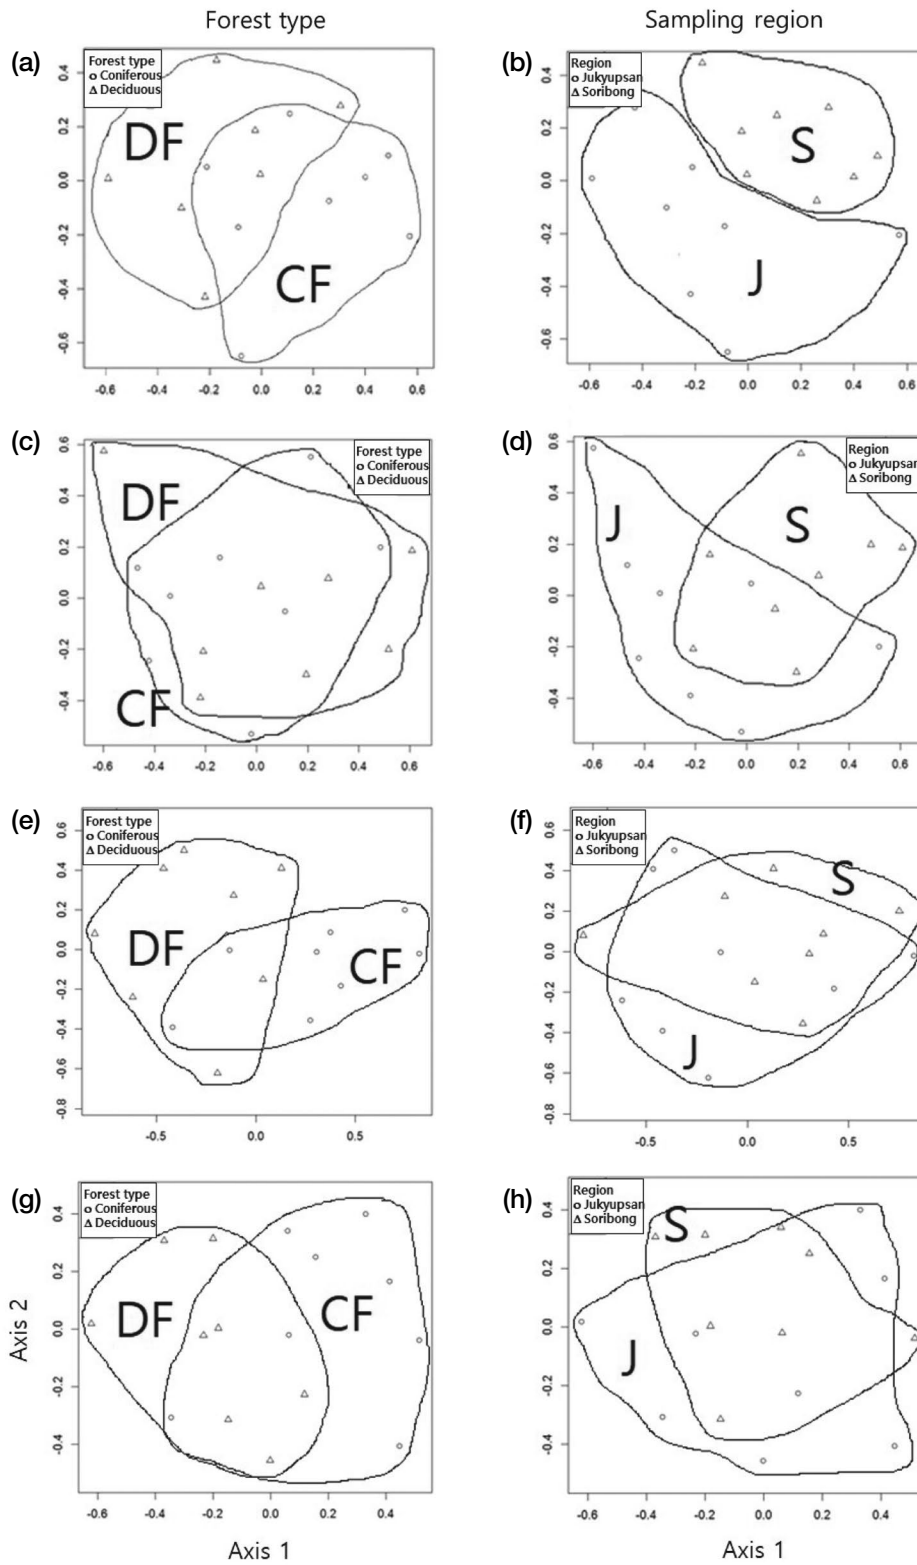 Forest type
Sampling region
(a)
Forest type
Coniferous
Deciduous
DF
CF
0.4
0.2
0.0
-0.2
-0.4
-0.6
-0.6 -0.4 -0.2 0.0 0.2 0.4 0.6
(b)
Region
Jukyupsan
Soribong
S
J
0.4
0.2
0.0
-0.2
-0.4
-0.6
-0.6 -0.4 -0.2 0.0 0.2 0.4 0.6
(c)
Forest type
Coniferous
Deciduous
DF
CF
0.6
0.4
0.2
0.0
-0.2
-0.4
-0.6 -0.4 -0.2 0.0 0.2 0.4 0.6
(d)
Region
Jukyupsan
Soribong
J
S
0.6
0.4
0.2
0.0
-0.2
-0.4
-0.6 -0.4 -0.2 0.0 0.2 0.4 0.6
(e)
Forest type
Coniferous
Deciduous
DF
CF
0.6
0.4
0.2
0.0
-0.2
-0.4
-0.6
-0.8
-0.5 0.0 0.5
(f)
Region
Jukyupsan
Soribong
S
J
0.6
0.4
0.2
0.0
-0.2
-0.4
-0.6
-0.8
-0.5 0.0 0.5
(g)
Forest type
Coniferous
Deciduous
DF
CF
0.4
0.2
0.0
-0.2
-0.4
-0.6 -0.4 -0.2 0.0 0.2 0.4
(h)
Region
Jukyupsan
Soribong
S
J
0.4
0.2
0.0
-0.2
-0.4
-0.6 -0.4 -0.2 0.0 0.2 0.4
Axis 2
Axis 1
Axis 1